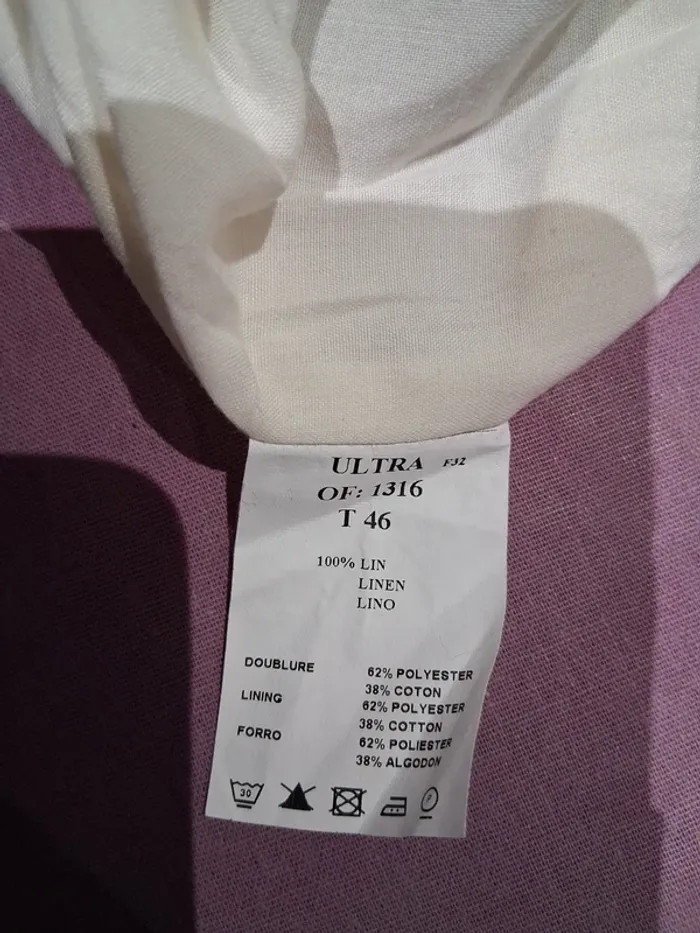 ULTRA F32
OF: 1316
T 46
100% LIN
LINEN
LINO
DOUBLURE 62% POLYESTER
38% COTON
LINING 62% POLYESTER
38% COTTON
FORRO 62% POLIESTER
38% ALGODON
30 P